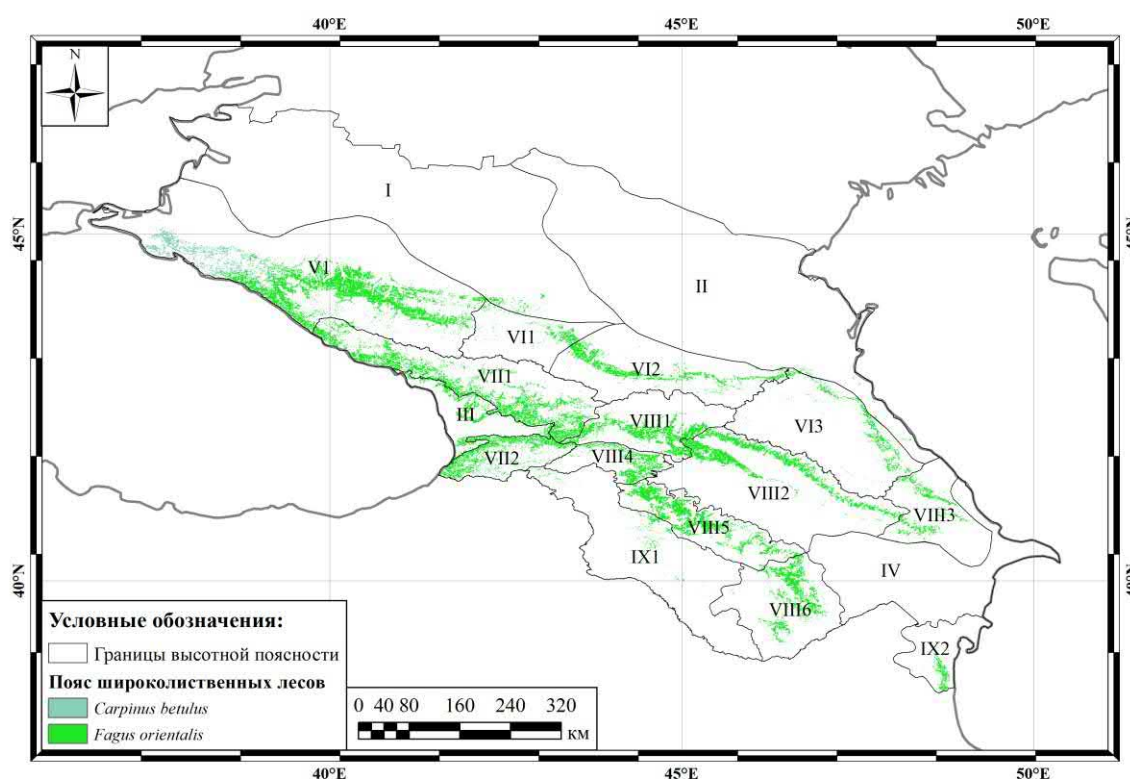 40°E 45°E 50°E
N
I
45°N 45°N
II
V1
VI1
VI2
VII1
III VIII1 VI3
VII2 VIII4
VIII2
VIII3
VIII5
IX1 IV
40°N 40°N
VIII6
IX2
Условные обозначения:
Границы высотной поясности
Пояс широколиственных лесов
Carpinus betulus
Fagus orientalis
0 40 80 160 240 320
км
40°E 45°E 50°E